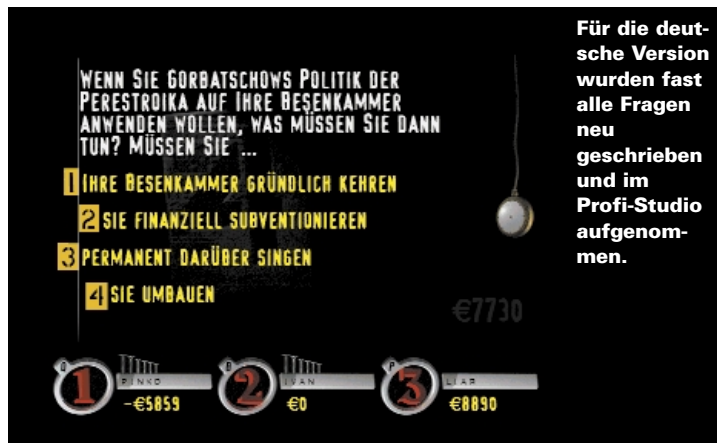 WENN SIE GORBATSCHOWS POLITIK DER
PERESTROIKA AUF IHRE BESENKAMMER
ANWENDEN WOLLEN, WAS MÜSSEN SIE DANN
TUN? MÜSSEN SIE ...
1 IHRE BESENKAMMER GRÜNDLICH KEHREN
2 SIE FINANZIELL SUBVENTIONIEREN
3 PERMANENT DARÜBER SINGEN
4 SIE UMBAUEN
€7730
Q 1 PINKO
-€5859
B 2 IVAN
€0
P 3 LIAR
€8890
Für die deut-
sche Version
wurden fast
alle Fragen
neu
geschrieben
und im
Profi-Studio
aufgenom-
men.